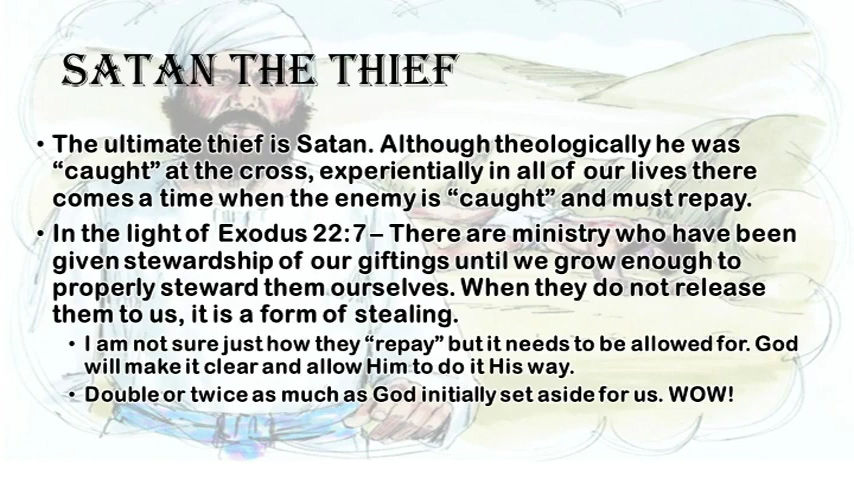 SATAN THE THIEF
• The ultimate thief is Satan. Although theologically he was
“caught” at the cross, experientially in all of our lives there
comes a time when the enemy is “caught” and must repay.
• In the light of Exodus 22:7 – There are ministry who have been
given stewardship of our giftings until we grow enough to
properly steward them ourselves. When they do not release
them to us, it is a form of stealing.
• I am not sure just how they “repay” but it needs to be allowed for. God
will make it clear and allow Him to do it His way.
• Double or twice as much as God initially set aside for us. WOW!